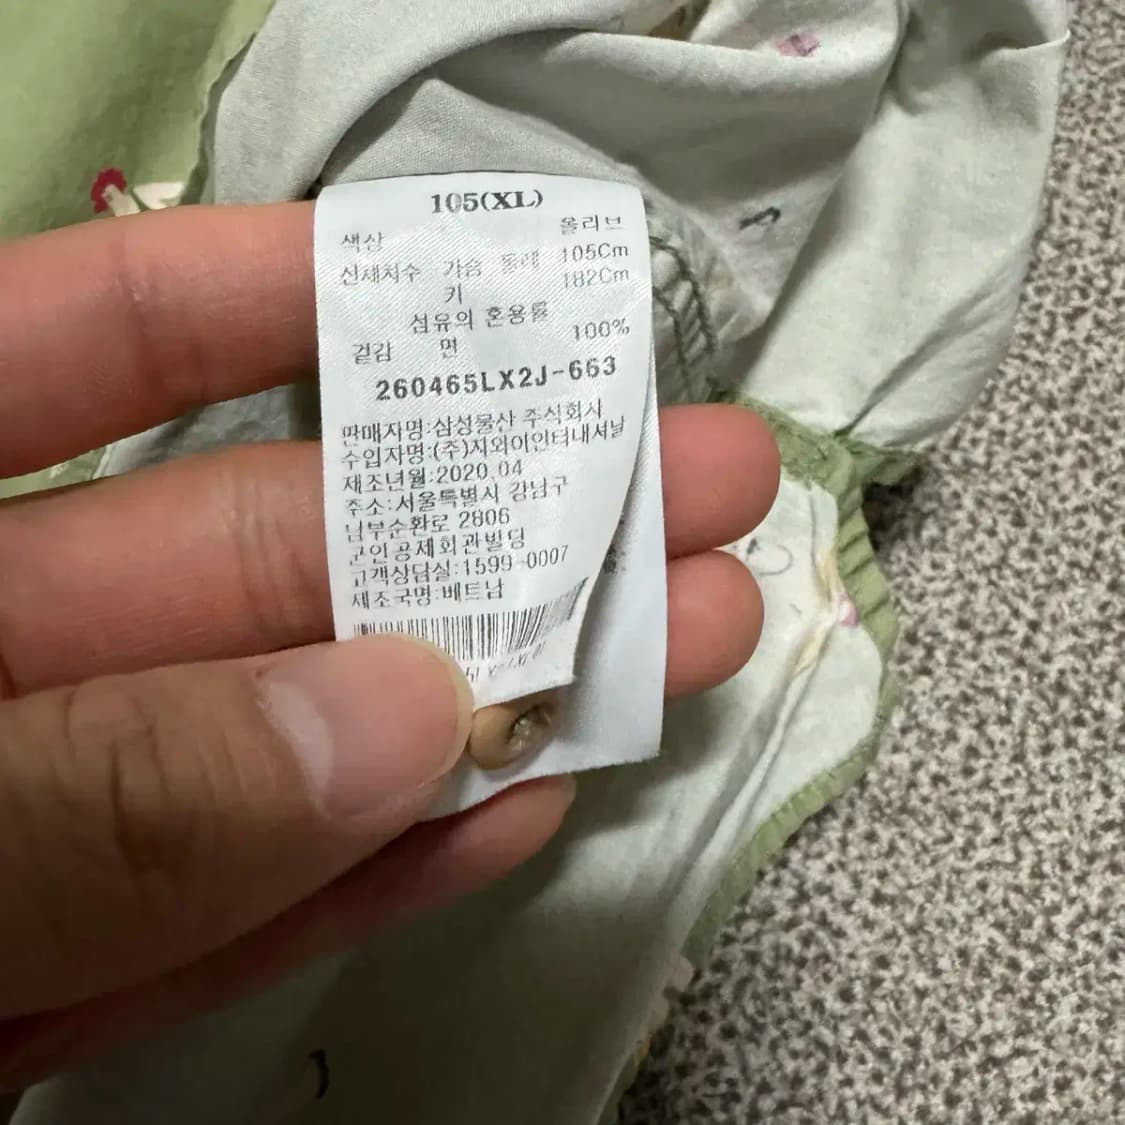 105(XL)
색상 올리브
신체치수 가슴 둘레 105Cm
키 182Cm
섬유의 혼용률
겉감 면 100%
260465LX2J-663
판매자명:삼성물산 주식회사
수입자명:(주)지와이인터내셔날
제조년월:2020.04
주소:서울특별시 강남구
남부순환로 2806
군인공제회관빌딩
고객상담실:1599-0007
제조국명:베트남